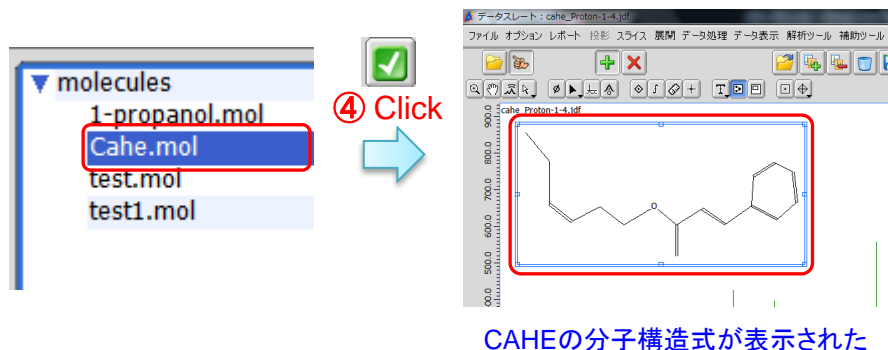 molecules
1-propanol.mol
Cahe.mol
test.mol
test1.mol
④ Click
データスレート : cahe_Proton-1-4.jdf
ファイル オプション レポート 投影 スライス 展開 データ処理 データ表示 解析ツール 補助ツール
cahe_Proton-1-4.jdf
900.0
800.0
700.0
600.0
500.0
O
T
CAHEの分子構造式が表示された